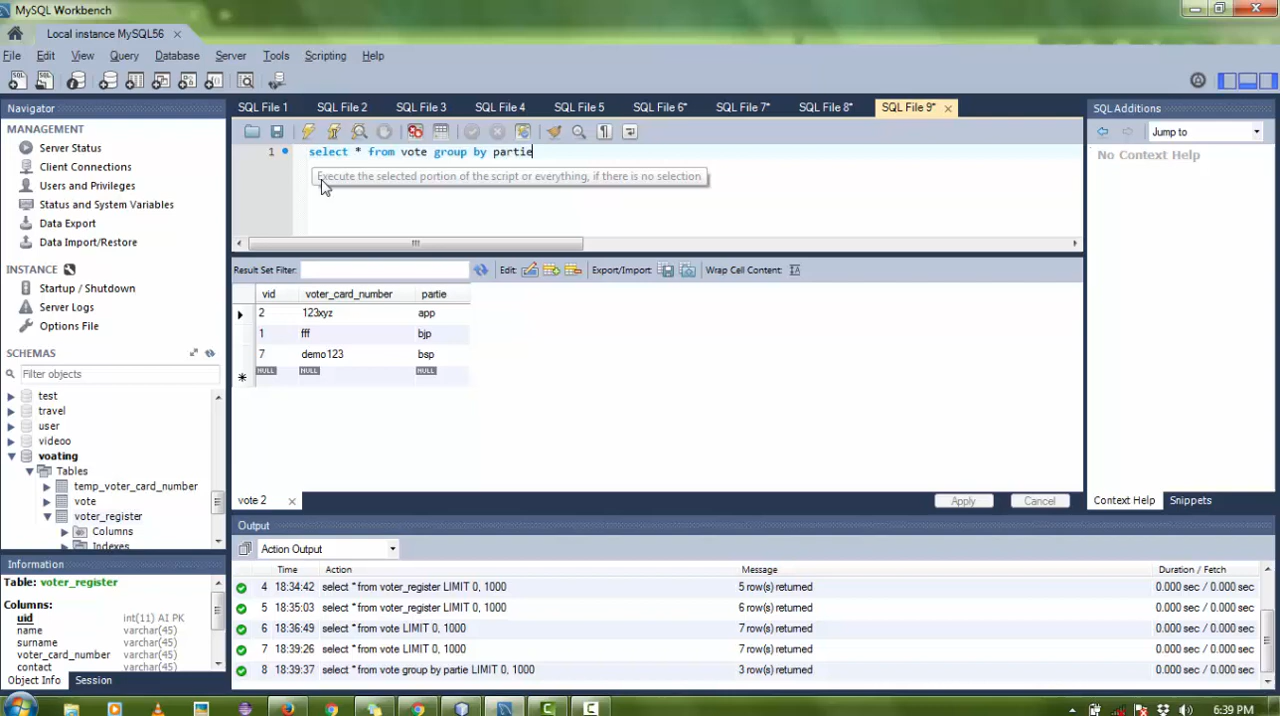 MySQL Workbench
Local instance MySQL56
File Edit View Query Database Server Tools Scripting Help
Navigator
MANAGEMENT
Server Status
Client Connections
Users and Privileges
Status and System Variables
Data Export
Data Import/Restore
INSTANCE
Startup / Shutdown
Server Logs
Options File
SCHEMAS
Filter objects
test
travel
user
videoo
voating
Tables
temp_voter_card_number
vote
voter_register
Columns
Indexes
Information
Table: voter_register
Columns:
uid int(11) AI PK
name varchar(45)
surname varchar(45)
voter_card_number varchar(45)
contact varchar(45)
Object Info Session
SQL File 1 SQL File 2 SQL File 3 SQL File 4 SQL File 5 SQL File 6* SQL File 7* SQL File 8* SQL File 9*
1 select * from vote group by partie
Execute the selected portion of the script or everything, if there is no selection
Result Set Filter: Edit: Export/Import: Wrap Cell Content:
vid voter_card_number partie
2 123xyz app
1 fff bjp
7 demo123 bsp
NULL NULL NULL
vote 2 Apply Cancel
Output
Action Output
Time Action Message Duration / Fetch
4 18:34:42 select * from voter_register LIMIT 0, 1000 5 row(s) returned 0.000 sec / 0.000 sec
5 18:35:03 select * from voter_register LIMIT 0, 1000 6 row(s) returned 0.000 sec / 0.000 sec
6 18:36:49 select * from vote LIMIT 0, 1000 7 row(s) returned 0.000 sec / 0.000 sec
7 18:39:26 select * from vote LIMIT 0, 1000 7 row(s) returned 0.000 sec / 0.000 sec
8 18:39:37 select * from vote group by partie LIMIT 0, 1000 3 row(s) returned 0.000 sec / 0.000 sec
SQL Additions
Jump to
No Context Help
Context Help Snippets
6:39 PM